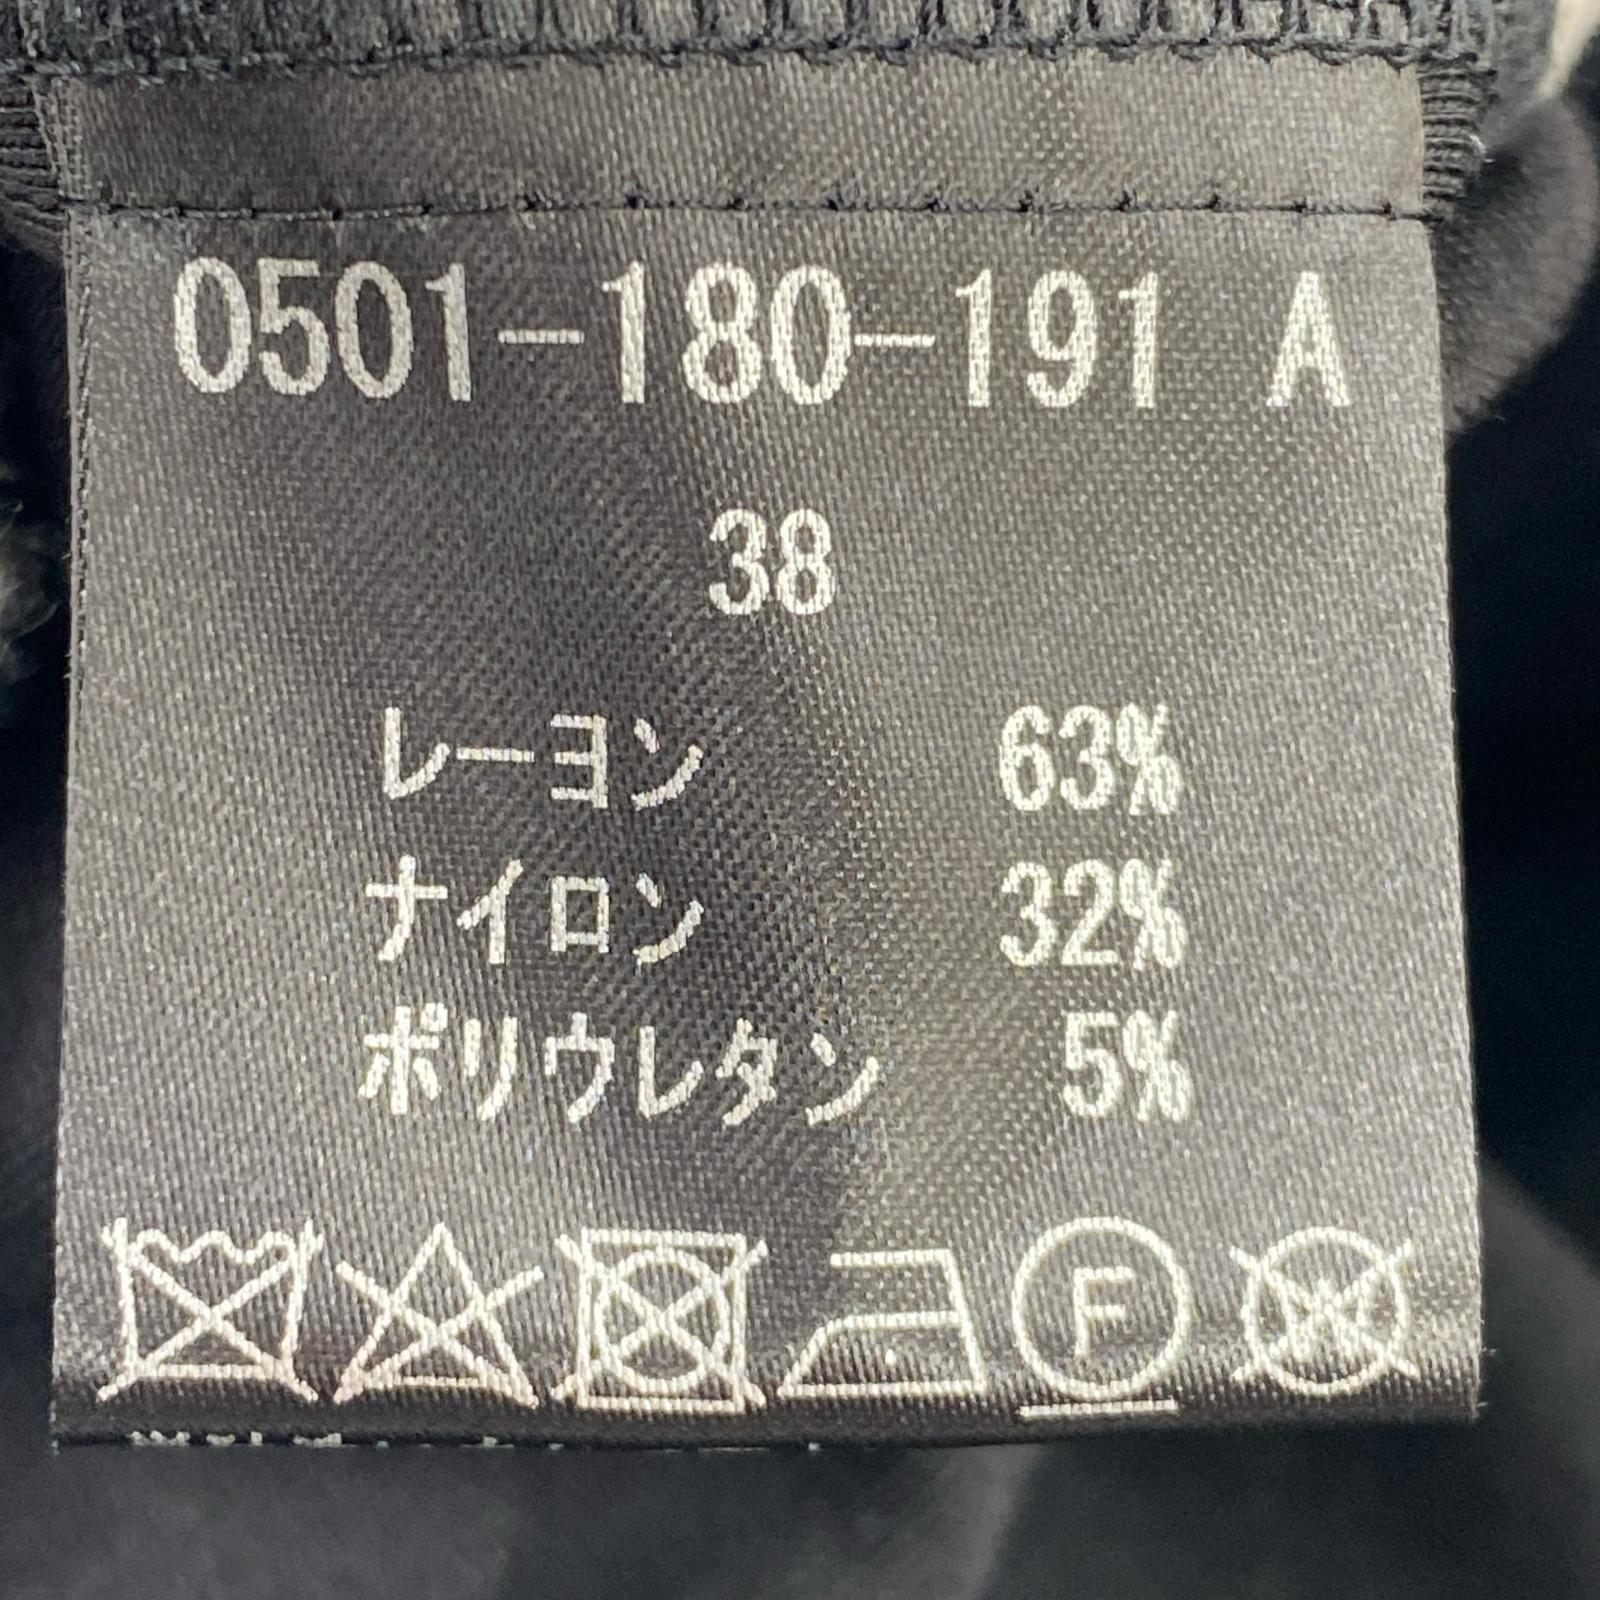 0501-180-191 A
38
レーヨン 63%
ナイロン 32%
ポリウレタン 5%
F
W